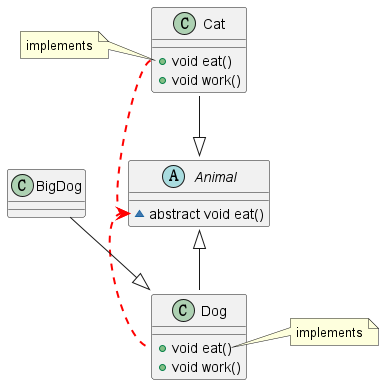 C Cat
implements
void eat()
void work()
A Animal
C BigDog
~ abstract void eat()
C Dog
void eat()
implements
void work()